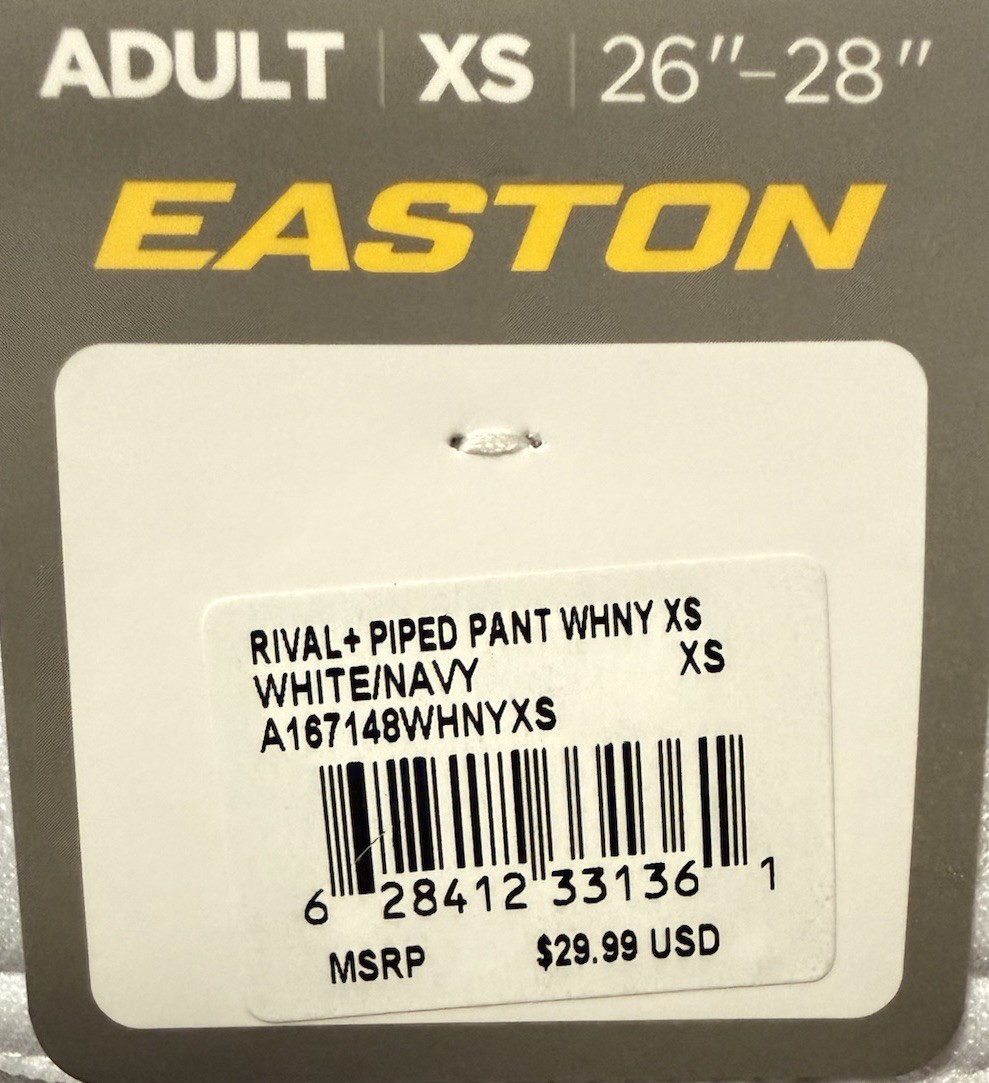 ADULT | XS | 26"-28"
EASTON
RIVAL+ PIPED PANT WHNY XS
WHITE/NAVY XS
A167148WHNYXS
6 28412 33136 1
MSRP $29.99 USD